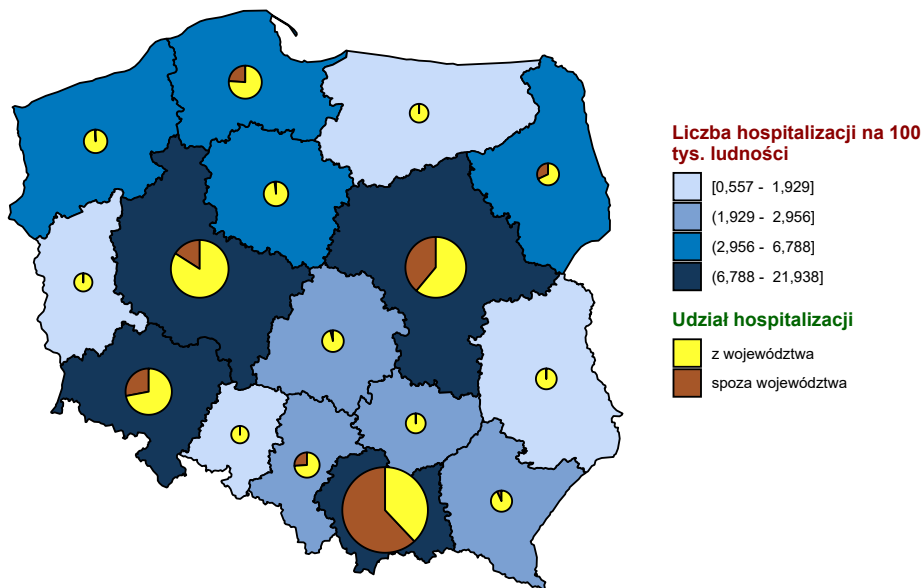 Liczba hospitalizacji na 100
tys. ludności
[0,557 - 1,929]
(1,929 - 2,956]
(2,956 - 6,788]
(6,788 - 21,938]
Udział hospitalizacji
z województwa
spoza województwa